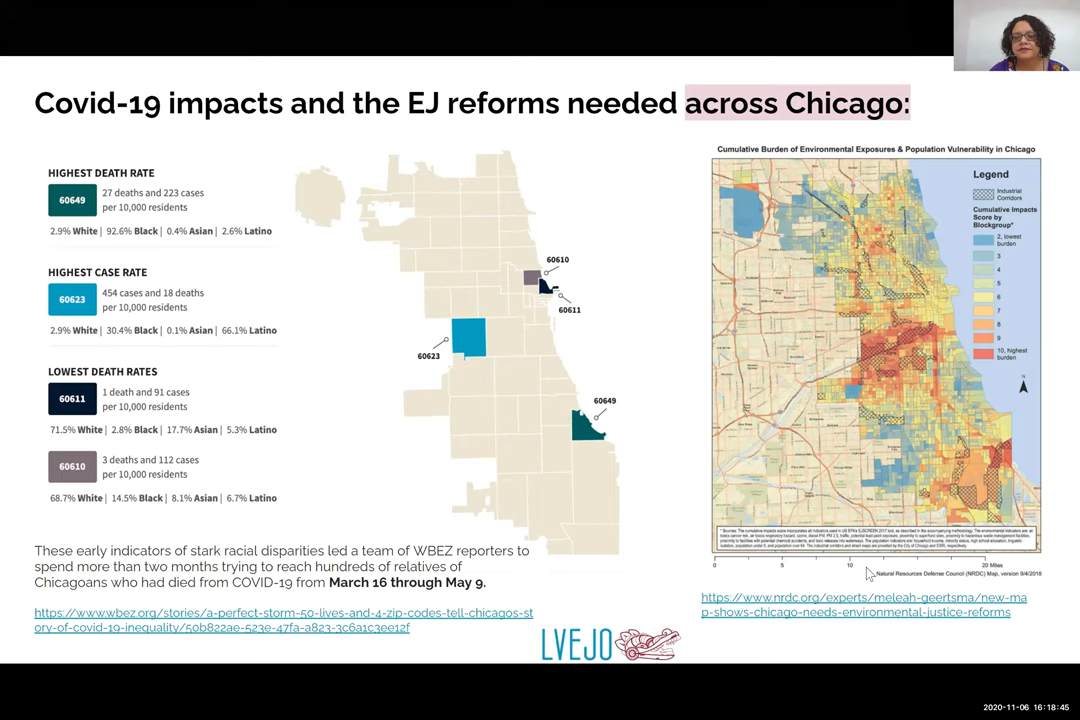 Covid-19 impacts and the EJ reforms needed across Chicago:
HIGHEST DEATH RATE
60649
27 deaths and 223 cases
per 10,000 residents
2.9% White | 92.6% Black | 0.4% Asian | 2.6% Latino
HIGHEST CASE RATE
60623
454 cases and 18 deaths
per 10,000 residents
2.9% White | 30.4% Black | 0.1% Asian | 66.1% Latino
LOWEST DEATH RATES
60611
1 death and 91 cases
per 10,000 residents
71.5% White | 2.8% Black | 17.7% Asian | 5.3% Latino
60610
3 deaths and 112 cases
per 10,000 residents
68.7% White | 14.5% Black | 8.1% Asian | 6.7% Latino
60610
60611
60623
60649
These early indicators of stark racial disparities led a team of WBEZ reporters to
spend more than two months trying to reach hundreds of relatives of
Chicagoans who had died from COVID-19 from March 16 through May 9.
https://www.wbez.org/stories/a-perfect-storm-50-lives-and-4-zip-codes-tell-chicagos-st
ory-of-covid-19-inequality/50b822ae-523e-47fa-a823-3c6a1c3ee12f
LVEJO
Cumulative Burden of Environmental Exposures & Population Vulnerability in Chicago
Legend
Industrial
Corridors
Cumulative Impacts
Score by
Blockgroup*
2, lowest
burden
3
4
5
6
7
8
9
10, highest
burden
N
0 5 10 20 Miles
Natural Resources Defense Council (NRDC) Map, version 9/4/2018
https://www.nrdc.org/experts/meleah-geertsma/new-ma
p-shows-chicago-needs-environmental-justice-reforms
2020-11-06 16:18:45